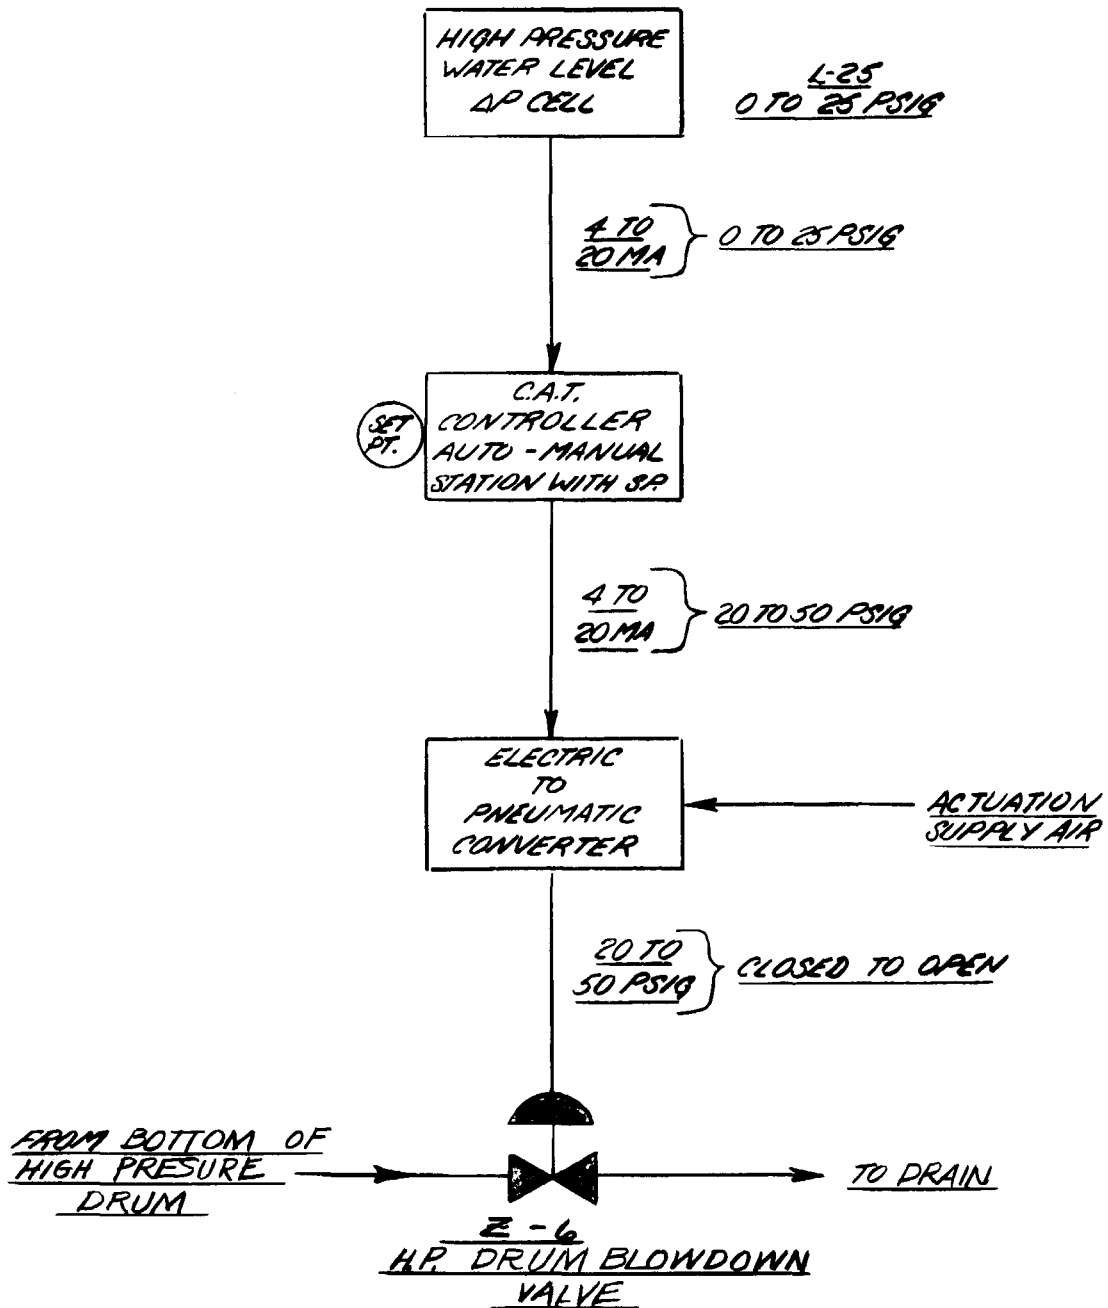 HIGH PRESSURE
WATER LEVEL
ΔP CELL
L-25
0 TO 25 PSIG
4 TO
20 MA
0 TO 25 PSIG
SET
PT.
C.A.T.
CONTROLLER
AUTO - MANUAL
STATION WITH S.P.
4 TO
20 MA
20 TO 50 PSIG
ELECTRIC
TO
PNEUMATIC
CONVERTER
ACTUATION
SUPPLY AIR
20 TO
50 PSIG
CLOSED TO OPEN
FROM BOTTOM OF
HIGH PRESURE
DRUM
TO DRAIN
Z - 6
H.P. DRUM BLOWDOWN
VALVE